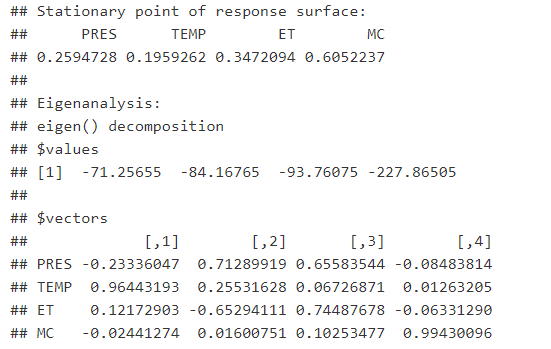 ## Stationary point of response surface:
##      PRES      TEMP        ET        MC
## 0.2594728 0.1959262 0.3472094 0.6052237
##
## Eigenanalysis:
## eigen() decomposition
## $values
## [1]  -71.25655  -84.16765  -93.76075 -227.86505
##
## $vectors
##             [,1]        [,2]       [,3]        [,4]
## PRES -0.23336047  0.71289919 0.65583544 -0.08483814
## TEMP  0.96443193  0.25531628 0.06726871  0.01263205
## ET    0.12172903 -0.65294111 0.74487678 -0.06331290
## MC   -0.02441274  0.01600751 0.10253477  0.99430096